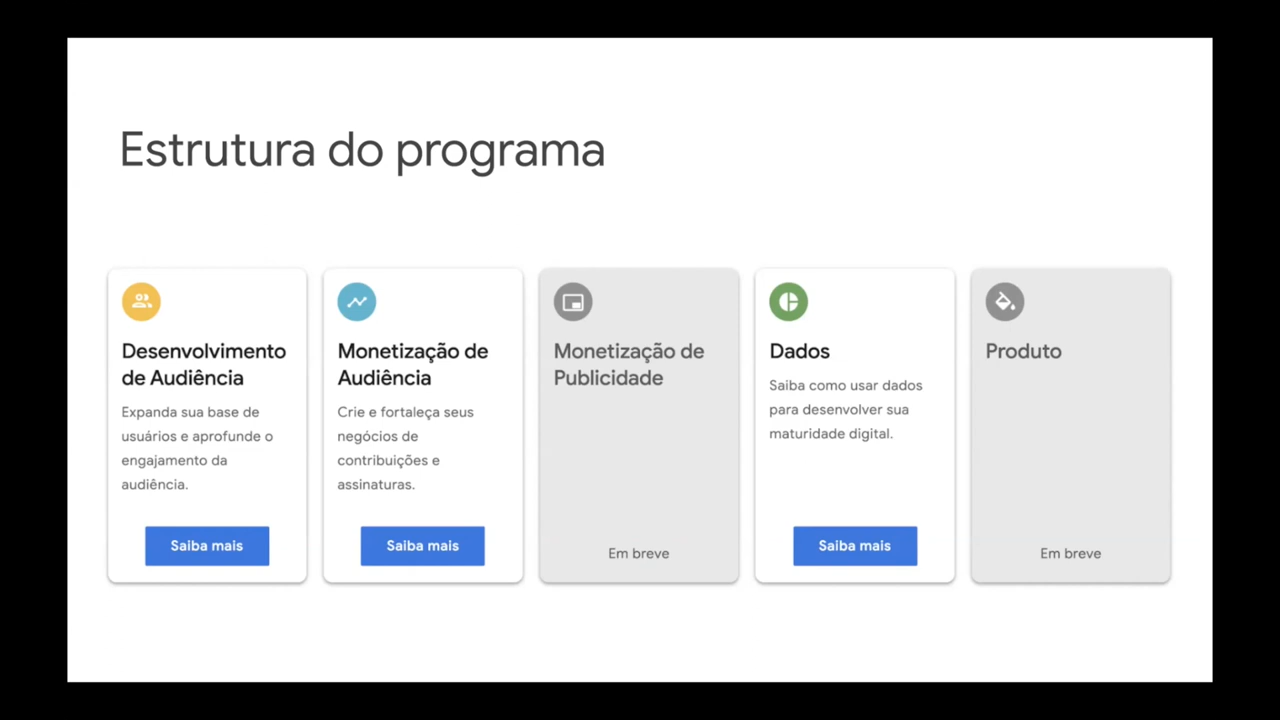 Estrutura do programa
Desenvolvimento
de Audiência
Expanda sua base de
usuários e aprofunde o
engajamento da
audiência.
Saiba mais
Monetização de
Audiência
Crie e fortaleça seus
negócios de
contribuições e
assinaturas.
Saiba mais
Monetização de
Publicidade
Em breve
Dados
Saiba como usar dados
para desenvolver sua
maturidade digital.
Saiba mais
Produto
Em breve